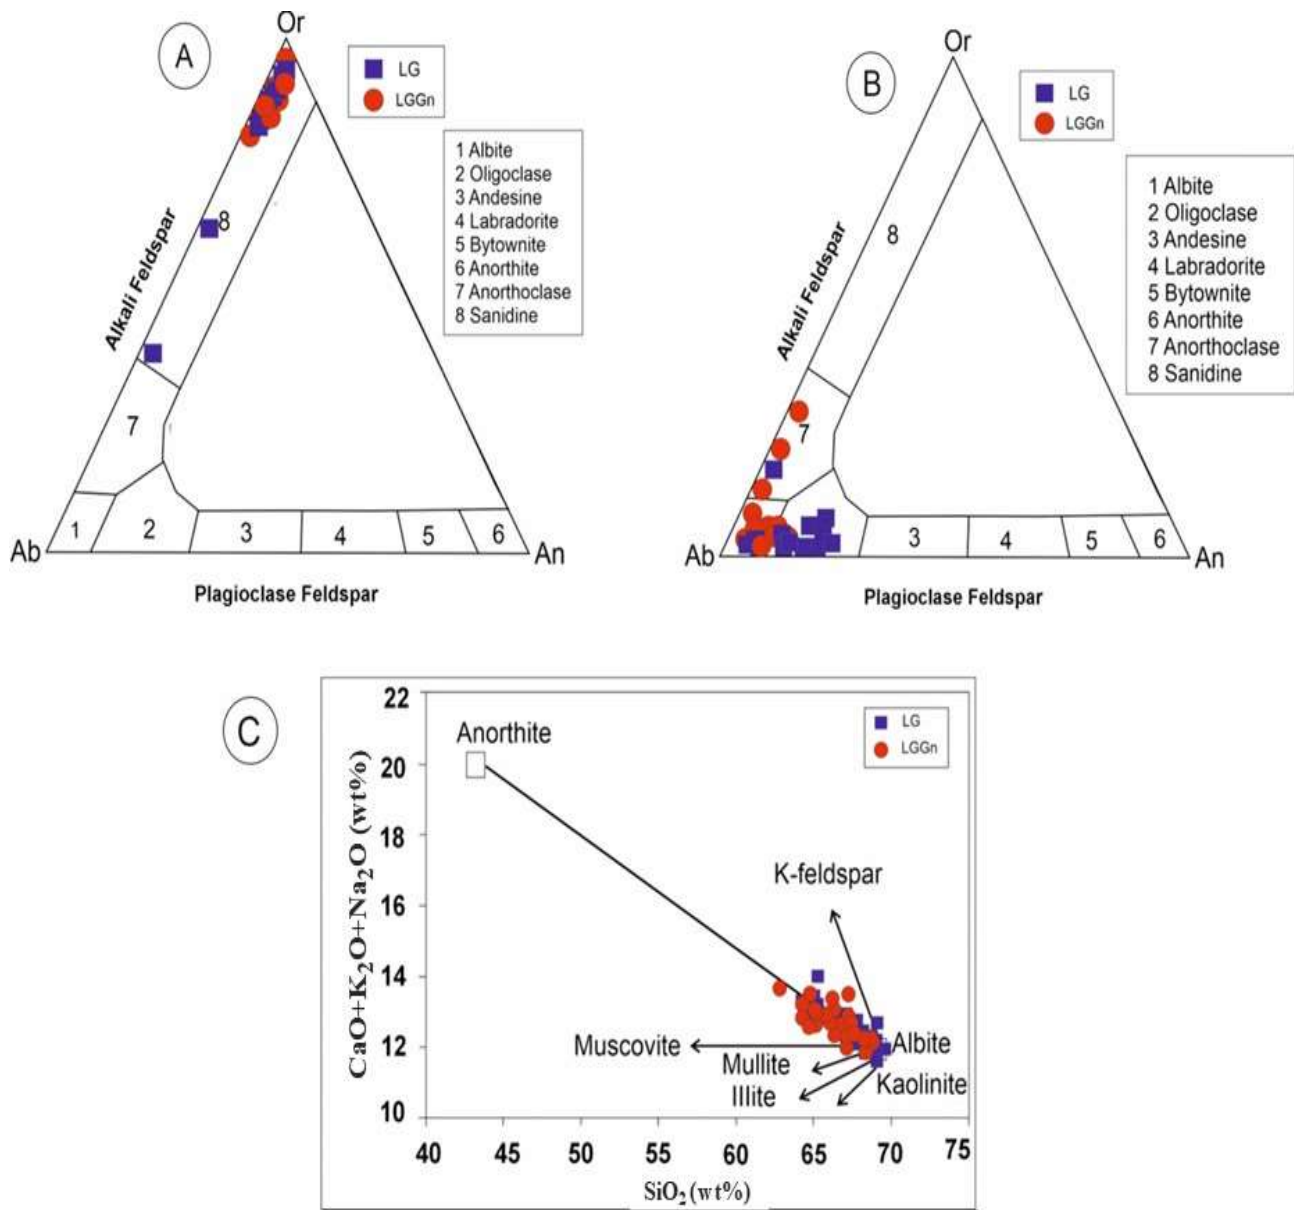 A
Or
LG
LGGn
1 Albite
2 Oligoclase
3 Andesine
4 Labradorite
5 Bytownite
6 Anorthite
7 Anorthoclase
8 Sanidine
Alkali Feldspar
8
7
1 2 3 4 5 6
Ab An
Plagioclase Feldspar
B
Or
LG
LGGn
1 Albite
2 Oligoclase
3 Andesine
4 Labradorite
5 Bytownite
6 Anorthite
7 Anorthoclase
8 Sanidine
Alkali Feldspar
8
7
3 4 5 6
Ab An
Plagioclase Feldspar
C
CaO+K₂O+Na₂O (wt%)
22
20
18
16
14
12
10
LG
LGGn
Anorthite
K-feldspar
Muscovite
Albite
Mullite
IIlite
Kaolinite
40 45 50 55 60 65 70 75
SiO₂ (wt%)